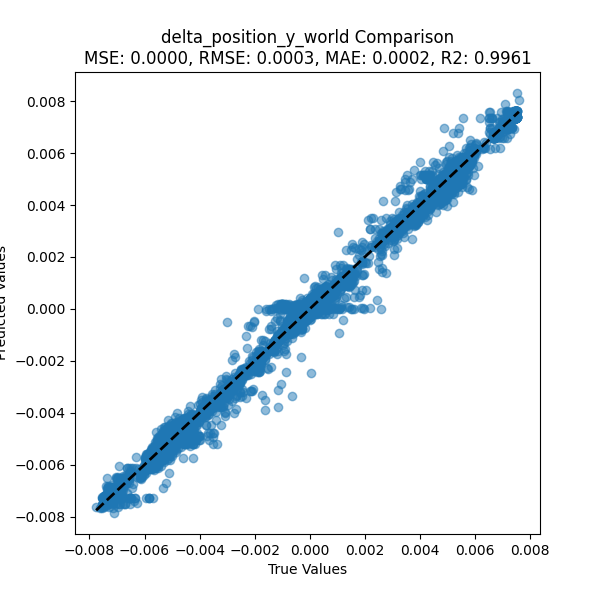 delta_position_y_world Comparison
MSE: 0.0000, RMSE: 0.0003, MAE: 0.0002, R2: 0.9961
0.008
0.006
0.004
0.002
0.000
−0.002
−0.004
−0.006
−0.008
Predicted Values
−0.008 −0.006 −0.004 −0.002 0.000 0.002 0.004 0.006 0.008
True Values